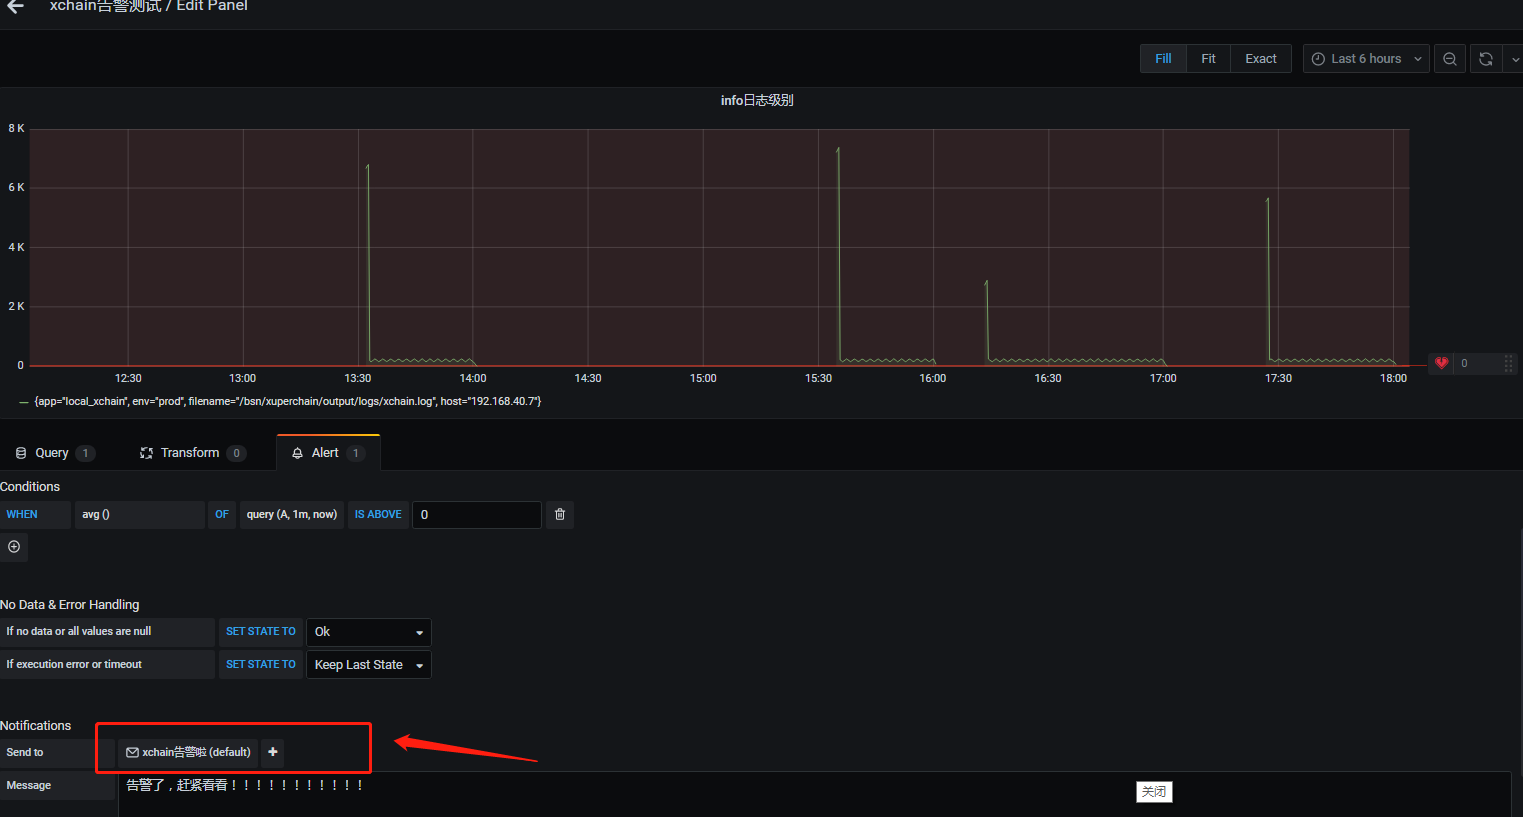 xchain告警测试 / Edit Panel
Fill Fit Exact Last 6 hours
info日志级别
8 K
6 K
4 K
2 K
0
0
12:30 13:00 13:30 14:00 14:30 15:00 15:30 16:00 16:30 17:00 17:30 18:00
{app="local_xchain", env="prod", filename="/bsn/xuperchain/output/logs/xchain.log", host="192.168.40.7"}
Query 1 Transform 0 Alert 1
Conditions
WHEN avg () OF query (A, 1m, now) IS ABOVE 0
No Data & Error Handling
If no data or all values are null SET STATE TO Ok
If execution error or timeout SET STATE TO Keep Last State
Notifications
Send to xchain告警啦 (default)
Message 告警了，赶紧看看！！！！！！！！！！！
关闭